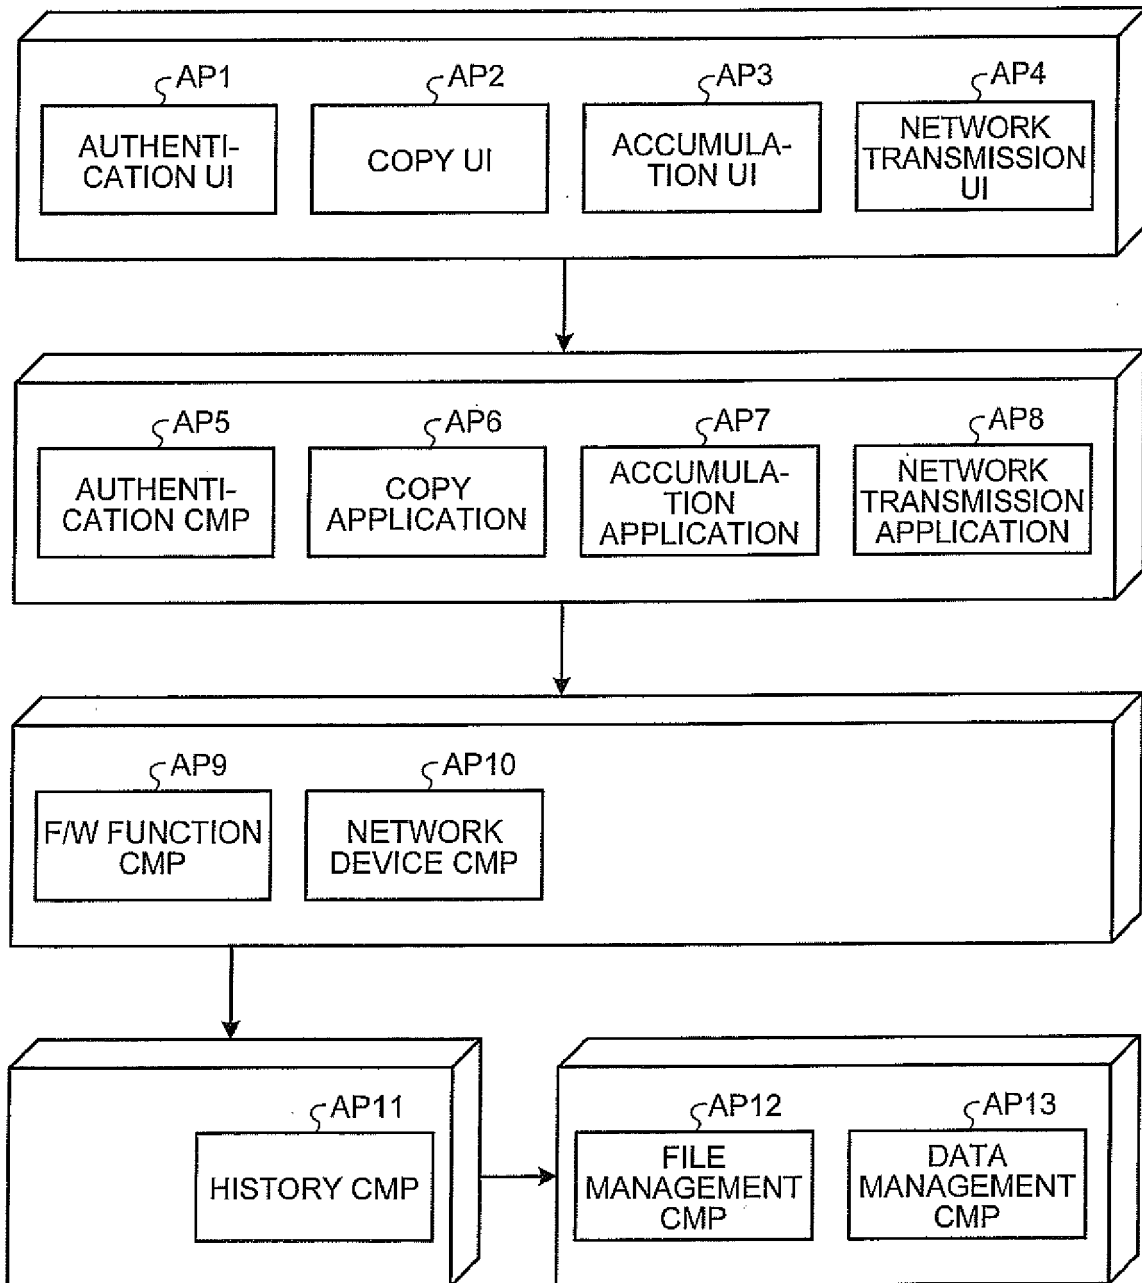 AP1
AP2
AP3
AP4
AUTHENTI-
CATION UI
COPY UI
ACCUMULA-
TION UI
NETWORK
TRANSMISSION
UI
AP5
AP6
AP7
AP8
AUTHENTI-
CATION CMP
COPY
APPLICATION
ACCUMULA-
TION
APPLICATION
NETWORK
TRANSMISSION
APPLICATION
AP9
AP10
F/W FUNCTION
CMP
NETWORK
DEVICE CMP
AP11
AP12
AP13
HISTORY CMP
FILE
MANAGEMENT
CMP
DATA
MANAGEMENT
CMP